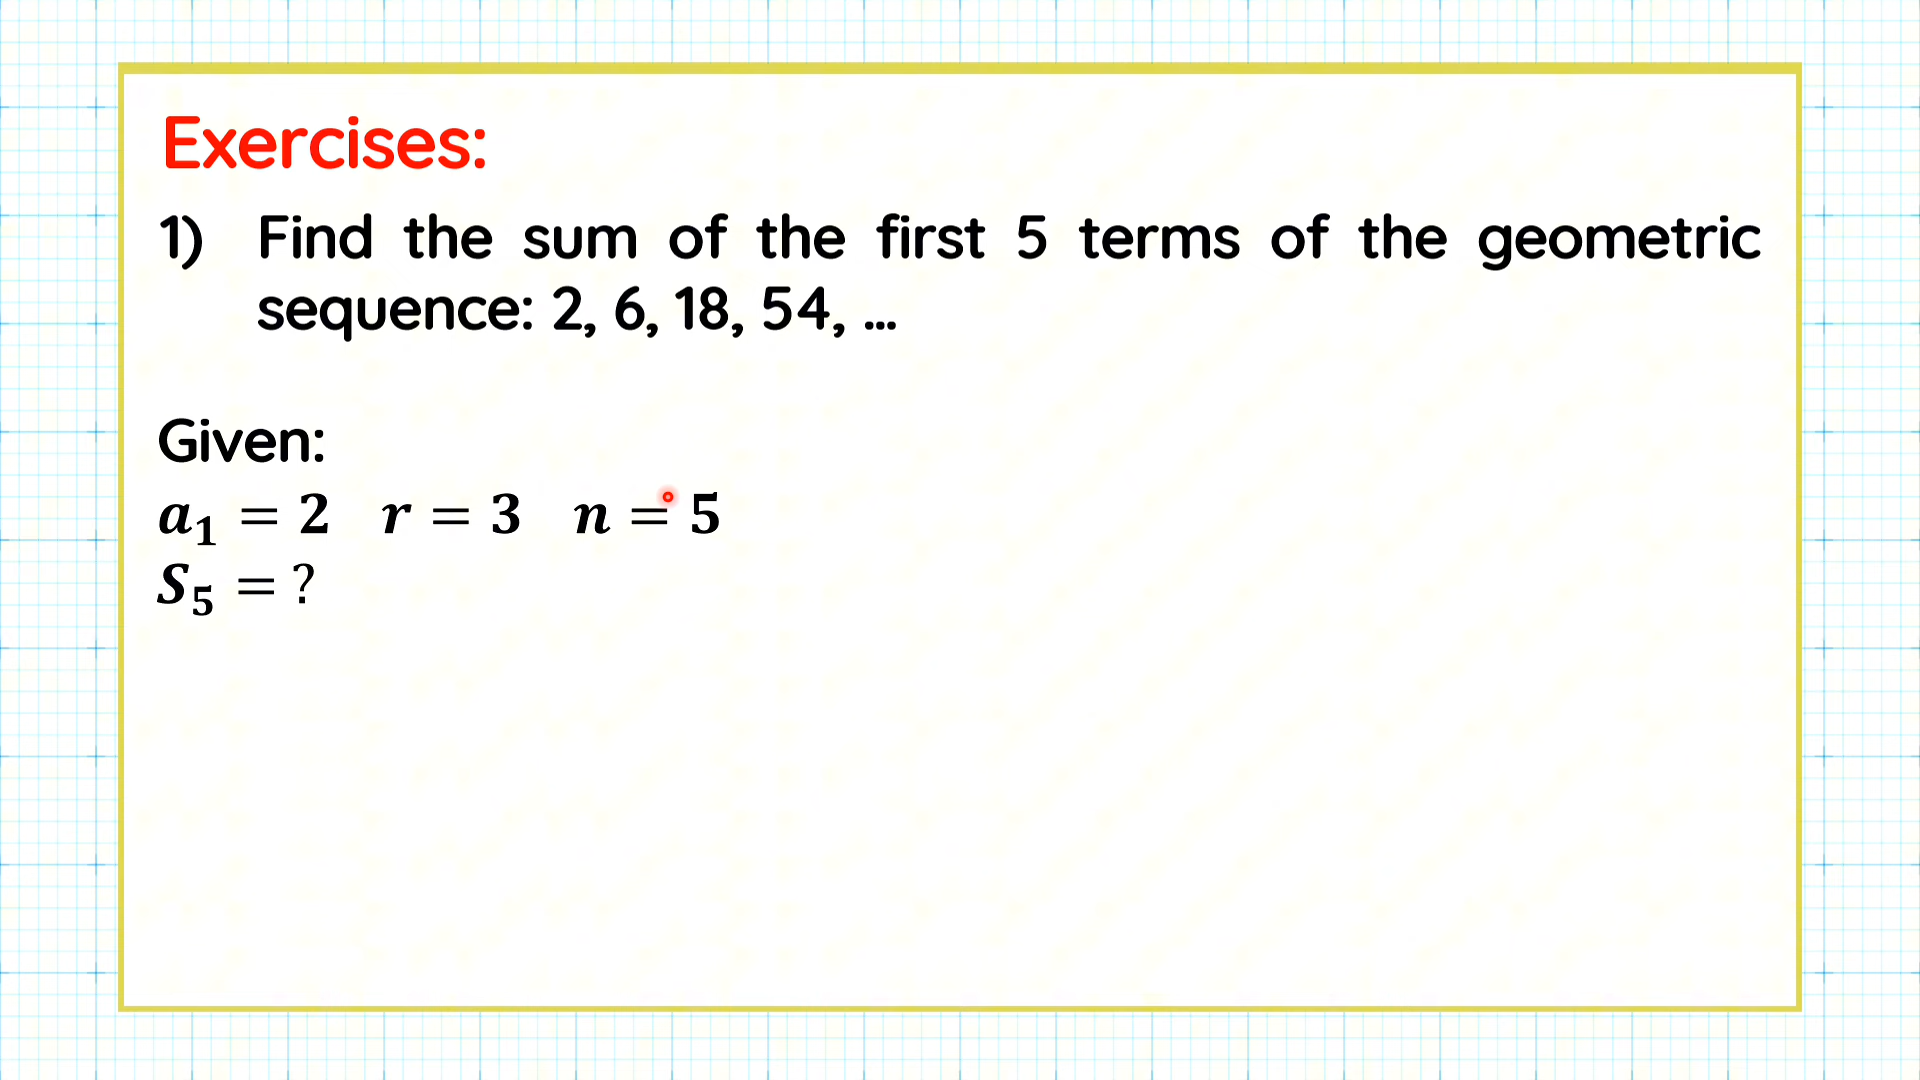 Exercises:
1) Find the sum of the first 5 terms of the geometric
sequence: 2, 6, 18, 54, ...
Given:
a₁ = 2 r = 3 n = 5
S₅ = ?